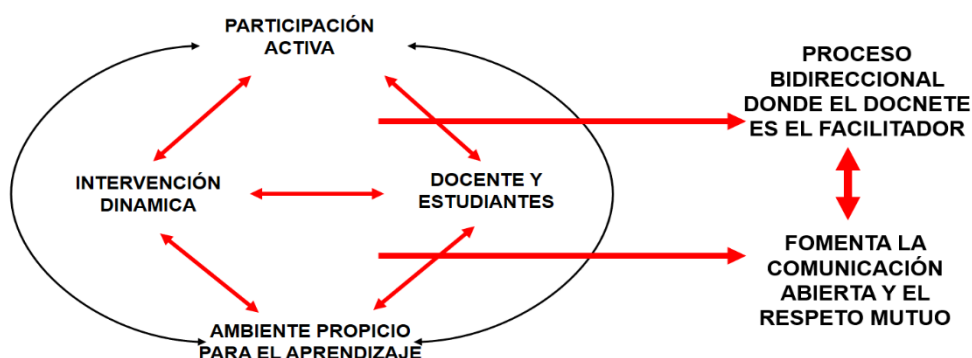 PARTICIPACIÓN
ACTIVA
INTERVENCIÓN
DINAMICA
DOCENTE Y
ESTUDIANTES
AMBIENTE PROPICIO
PARA EL APRENDIZAJE
PROCESO
BIDIRECCIONAL
DONDE EL DOCNETE
ES EL FACILITADOR
FOMENTA LA
COMUNICACIÓN
ABIERTA Y EL
RESPETO MUTUO